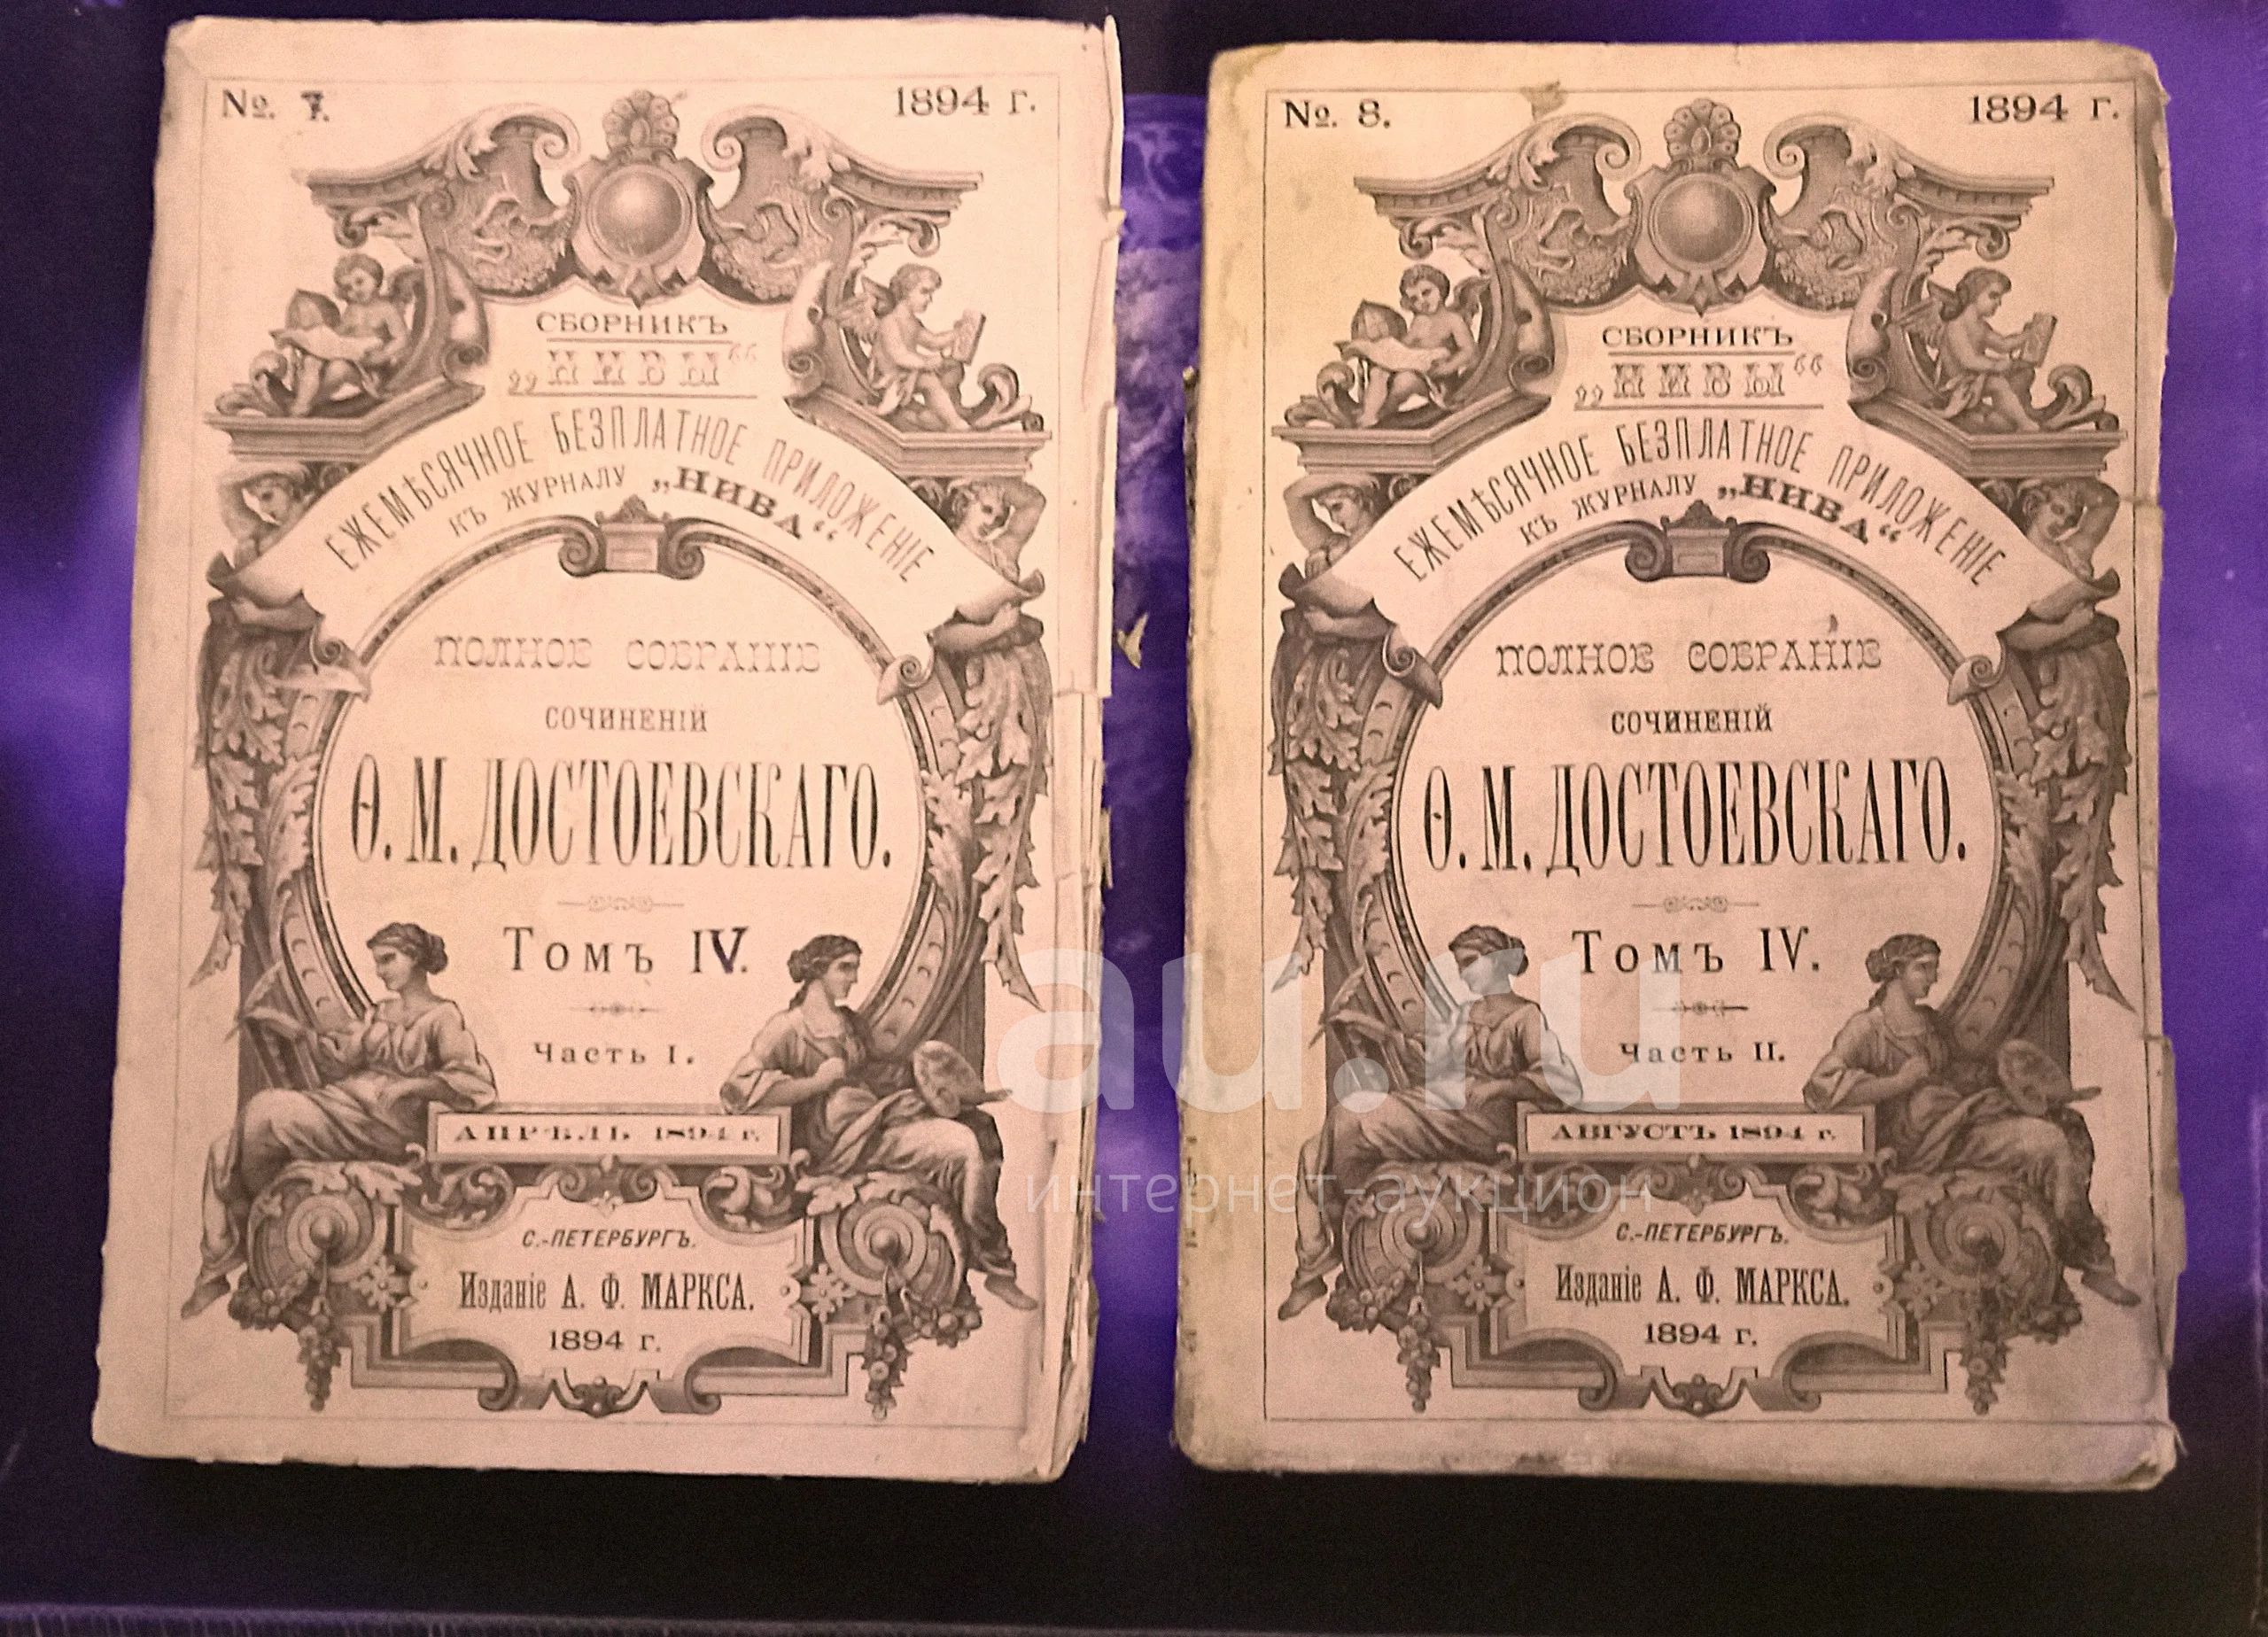 №. 7.
1894 г.
СБОРНИКЪ
„НИВЫ“
ЕЖЕМѢСЯЧНОЕ БЕЗПЛАТНОЕ ПРИЛОЖЕНІЕ
КЪ ЖУРНАЛУ „НИВА“
ПОЛНОЕ СОБРАНІЕ
СОЧИНЕНІЙ
Ѳ. М. ДОСТОЕВСКАГО.
Томъ IV.
Часть I.
АПРѢЛЬ 1894 г.
С.-ПЕТЕРБУРГЪ.
Изданіе А. Ф. МАРКСА.
1894 г.
№. 8.
1894 г.
СБОРНИКЪ
„НИВЫ“
ЕЖЕМѢСЯЧНОЕ БЕЗПЛАТНОЕ ПРИЛОЖЕНІЕ
КЪ ЖУРНАЛУ „НИВА“
ПОЛНОЕ СОБРАНІЕ
СОЧИНЕНІЙ
Ѳ. М. ДОСТОЕВСКАГО.
Томъ IV.
Часть II.
АВГУСТЪ 1894 г.
С.-ПЕТЕРБУРГЪ.
Изданіе А. Ф. МАРКСА.
1894 г.
au.ru
интернет-аукцион